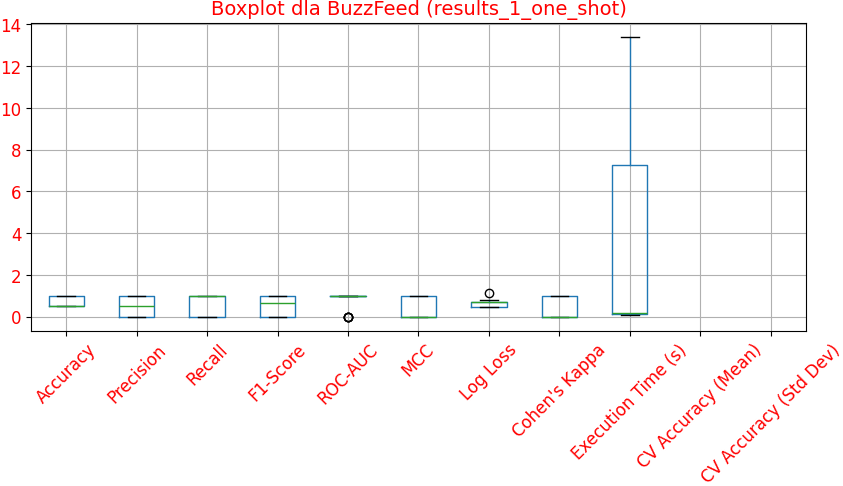 Boxplot dla BuzzFeed (results_1_one_shot)
14
12
10
8
6
4
2
0
Accuracy
Precision
Recall
F1-Score
ROC-AUC
MCC
Log Loss
Cohen's Kappa
Execution Time (s)
CV Accuracy (Mean)
CV Accuracy (Std Dev)